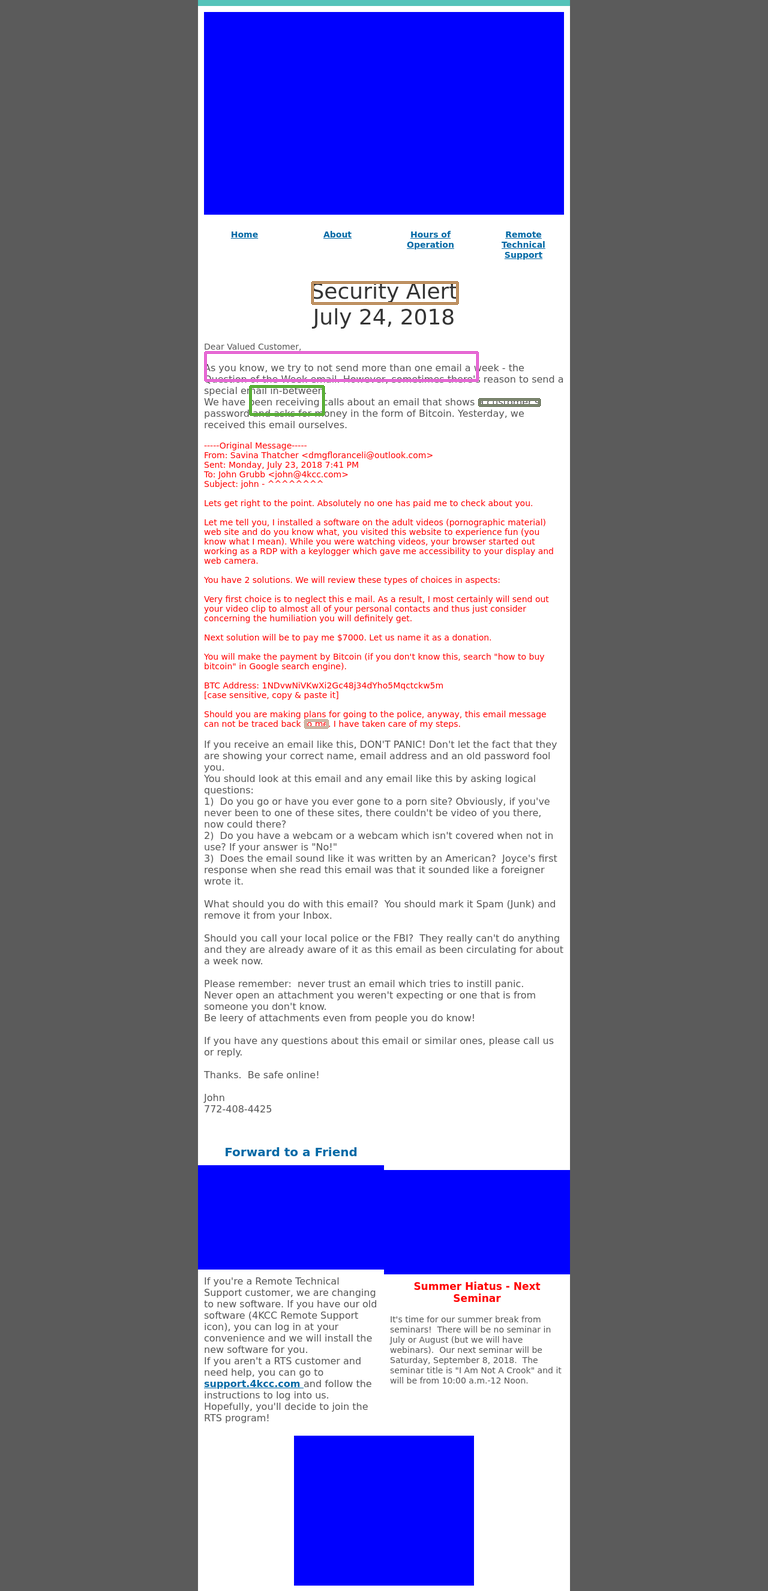 Home
About
Hours of Operation
Remote Technical Support
Security Alert
July 24, 2018
Dear Valued Customer,
As you know, we try to not send more than one email a week - the
Question of the Week email. However, sometimes there's reason to send a
special email in-between.
We have been receiving calls about an email that shows a customer's
password and asks for money in the form of Bitcoin. Yesterday, we
received this email ourselves.
-----Original Message-----
From: Savina Thatcher <dmgfloranceli@outlook.com>
Sent: Monday, July 23, 2018 7:41 PM
To: John Grubb <john@4kcc.com>
Subject: john - ^^^^^^^^
Lets get right to the point. Absolutely no one has paid me to check about you.
Let me tell you, I installed a software on the adult videos (pornographic material)
web site and do you know what, you visited this website to experience fun (you
know what I mean). While you were watching videos, your browser started out
working as a RDP with a keylogger which gave me accessibility to your display and
web camera.
You have 2 solutions. We will review these types of choices in aspects:
Very first choice is to neglect this e mail. As a result, I most certainly will send out
your video clip to almost all of your personal contacts and thus just consider
concerning the humiliation you will definitely get.
Next solution will be to pay me $7000. Let us name it as a donation.
You will make the payment by Bitcoin (if you don't know this, search "how to buy
bitcoin" in Google search engine).
BTC Address: 1NDvwNiVKwXi2Gc48j34dYho5Mqctckw5m
[case sensitive, copy & paste it]
Should you are making plans for going to the police, anyway, this email message
can not be traced back to me. I have taken care of my steps.
If you receive an email like this, DON'T PANIC! Don't let the fact that they
are showing your correct name, email address and an old password fool
you.
You should look at this email and any email like this by asking logical
questions:
1)  Do you go or have you ever gone to a porn site? Obviously, if you've
never been to one of these sites, there couldn't be video of you there,
now could there?
2)  Do you have a webcam or a webcam which isn't covered when not in
use? If your answer is "No!"
3)  Does the email sound like it was written by an American?  Joyce's first
response when she read this email was that it sounded like a foreigner
wrote it.
What should you do with this email?  You should mark it Spam (Junk) and
remove it from your Inbox.
Should you call your local police or the FBI?  They really can't do anything
and they are already aware of it as this email as been circulating for about
a week now.
Please remember:  never trust an email which tries to instill panic.
Never open an attachment you weren't expecting or one that is from
someone you don't know.
Be leery of attachments even from people you do know!
If you have any questions about this email or similar ones, please call us
or reply.
Thanks.  Be safe online!
John
772-408-4425
Forward to a Friend
If you're a Remote Technical
Support customer, we are changing
to new software. If you have our old
software (4KCC Remote Support
icon), you can log in at your
convenience and we will install the
new software for you.
If you aren't a RTS customer and
need help, you can go to
support.4kcc.com and follow the
instructions to log into us.
Hopefully, you'll decide to join the
RTS program!
Summer Hiatus - Next
Seminar
It's time for our summer break from
seminars!  There will be no seminar in
July or August (but we will have
webinars).  Our next seminar will be
Saturday, September 8, 2018.  The
seminar title is "I Am Not A Crook" and it
will be from 10:00 a.m.-12 Noon.